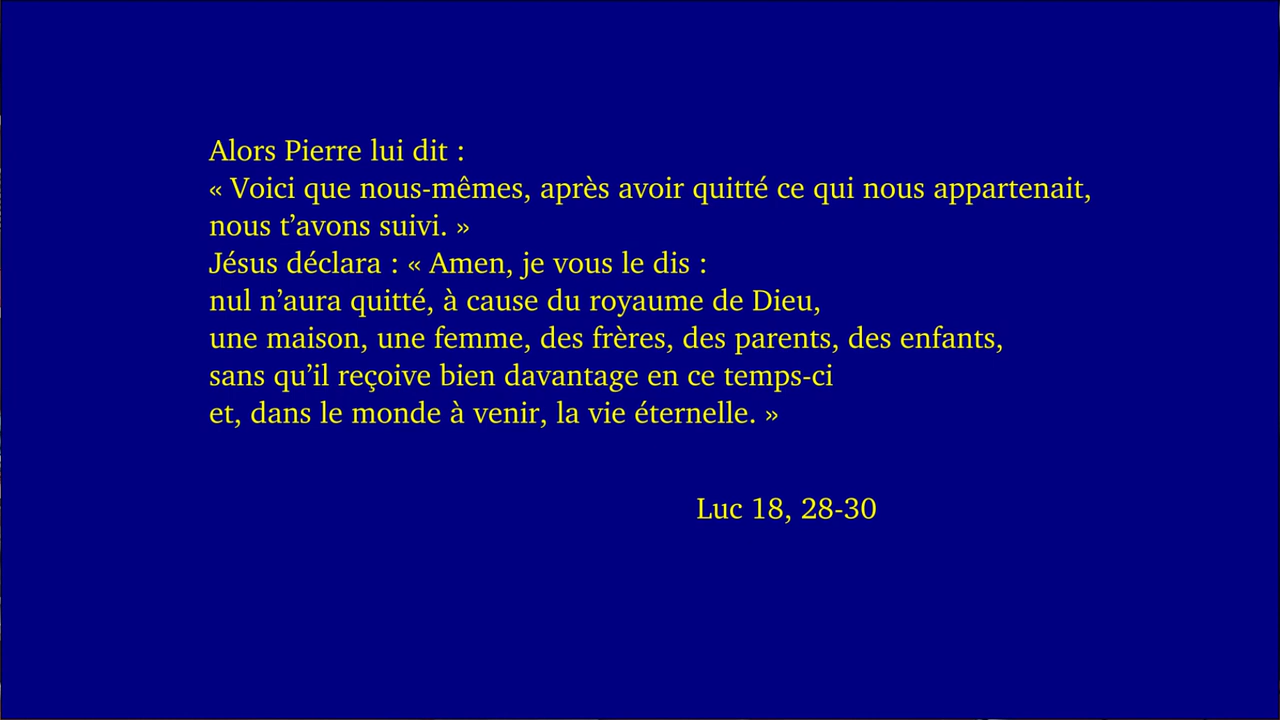 Alors Pierre lui dit :
« Voici que nous-mêmes, après avoir quitté ce qui nous appartenait,
nous t’avons suivi. »
Jésus déclara : « Amen, je vous le dis :
nul n’aura quitté, à cause du royaume de Dieu,
une maison, une femme, des frères, des parents, des enfants,
sans qu’il reçoive bien davantage en ce temps-ci
et, dans le monde à venir, la vie éternelle. »
Luc 18, 28-30